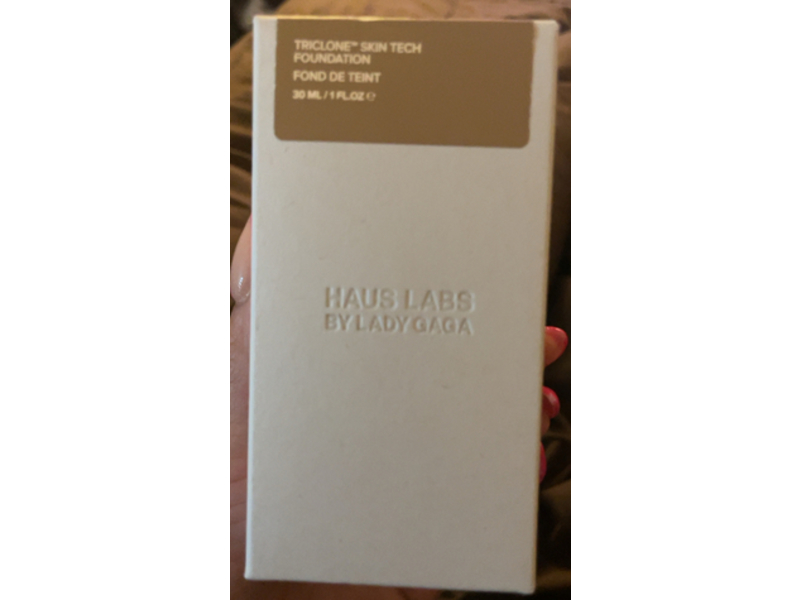 TRICLONE™ SKIN TECH
FOUNDATION
FOND DE TEINT
30 ML / 1 FL.OZ ℮
HAUS LABS
BY LADY GAGA